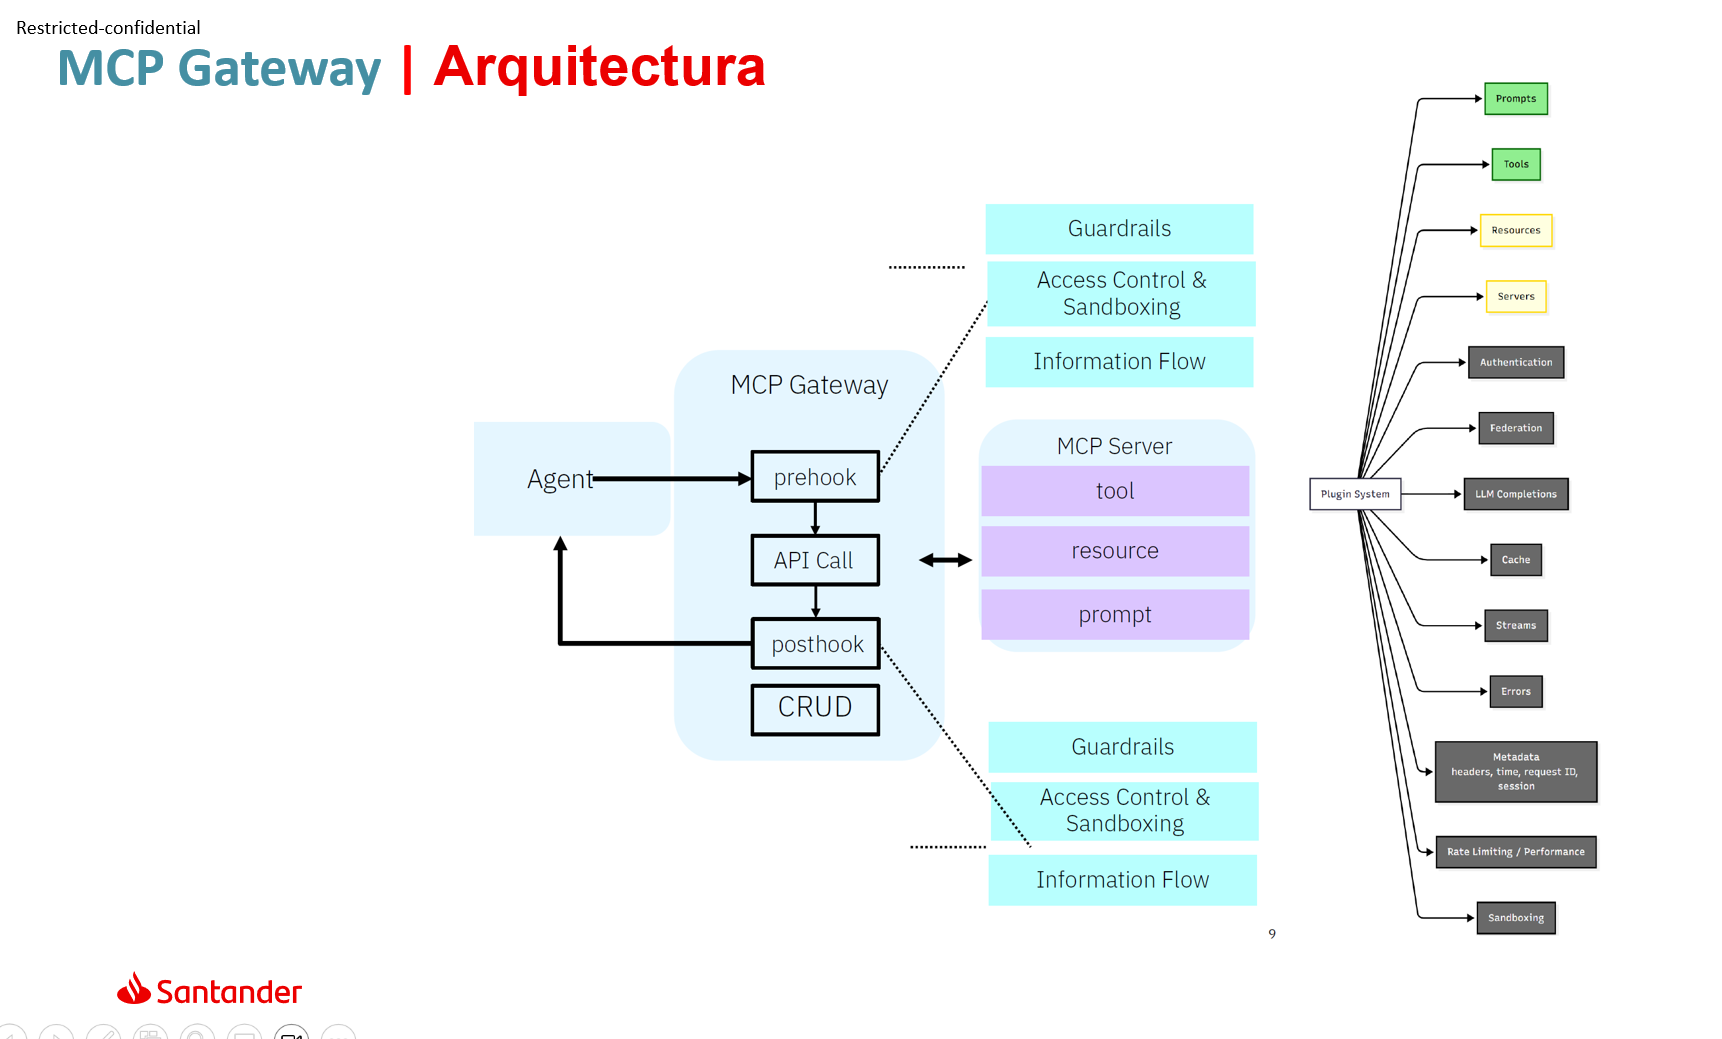 Restricted-confidential
MCP Gateway | Arquitectura
Guardrails
Access Control &
Sandboxing
Information Flow
MCP Gateway
Agent
prehook
API Call
posthook
CRUD
MCP Server
tool
resource
prompt
Guardrails
Access Control &
Sandboxing
Information Flow
9
Plugin System
Prompts
Tools
Resources
Servers
Authentication
Federation
LLM Completions
Cache
Streams
Errors
Metadata
headers, time, request ID,
session
Rate Limiting / Performance
Sandboxing
Santander